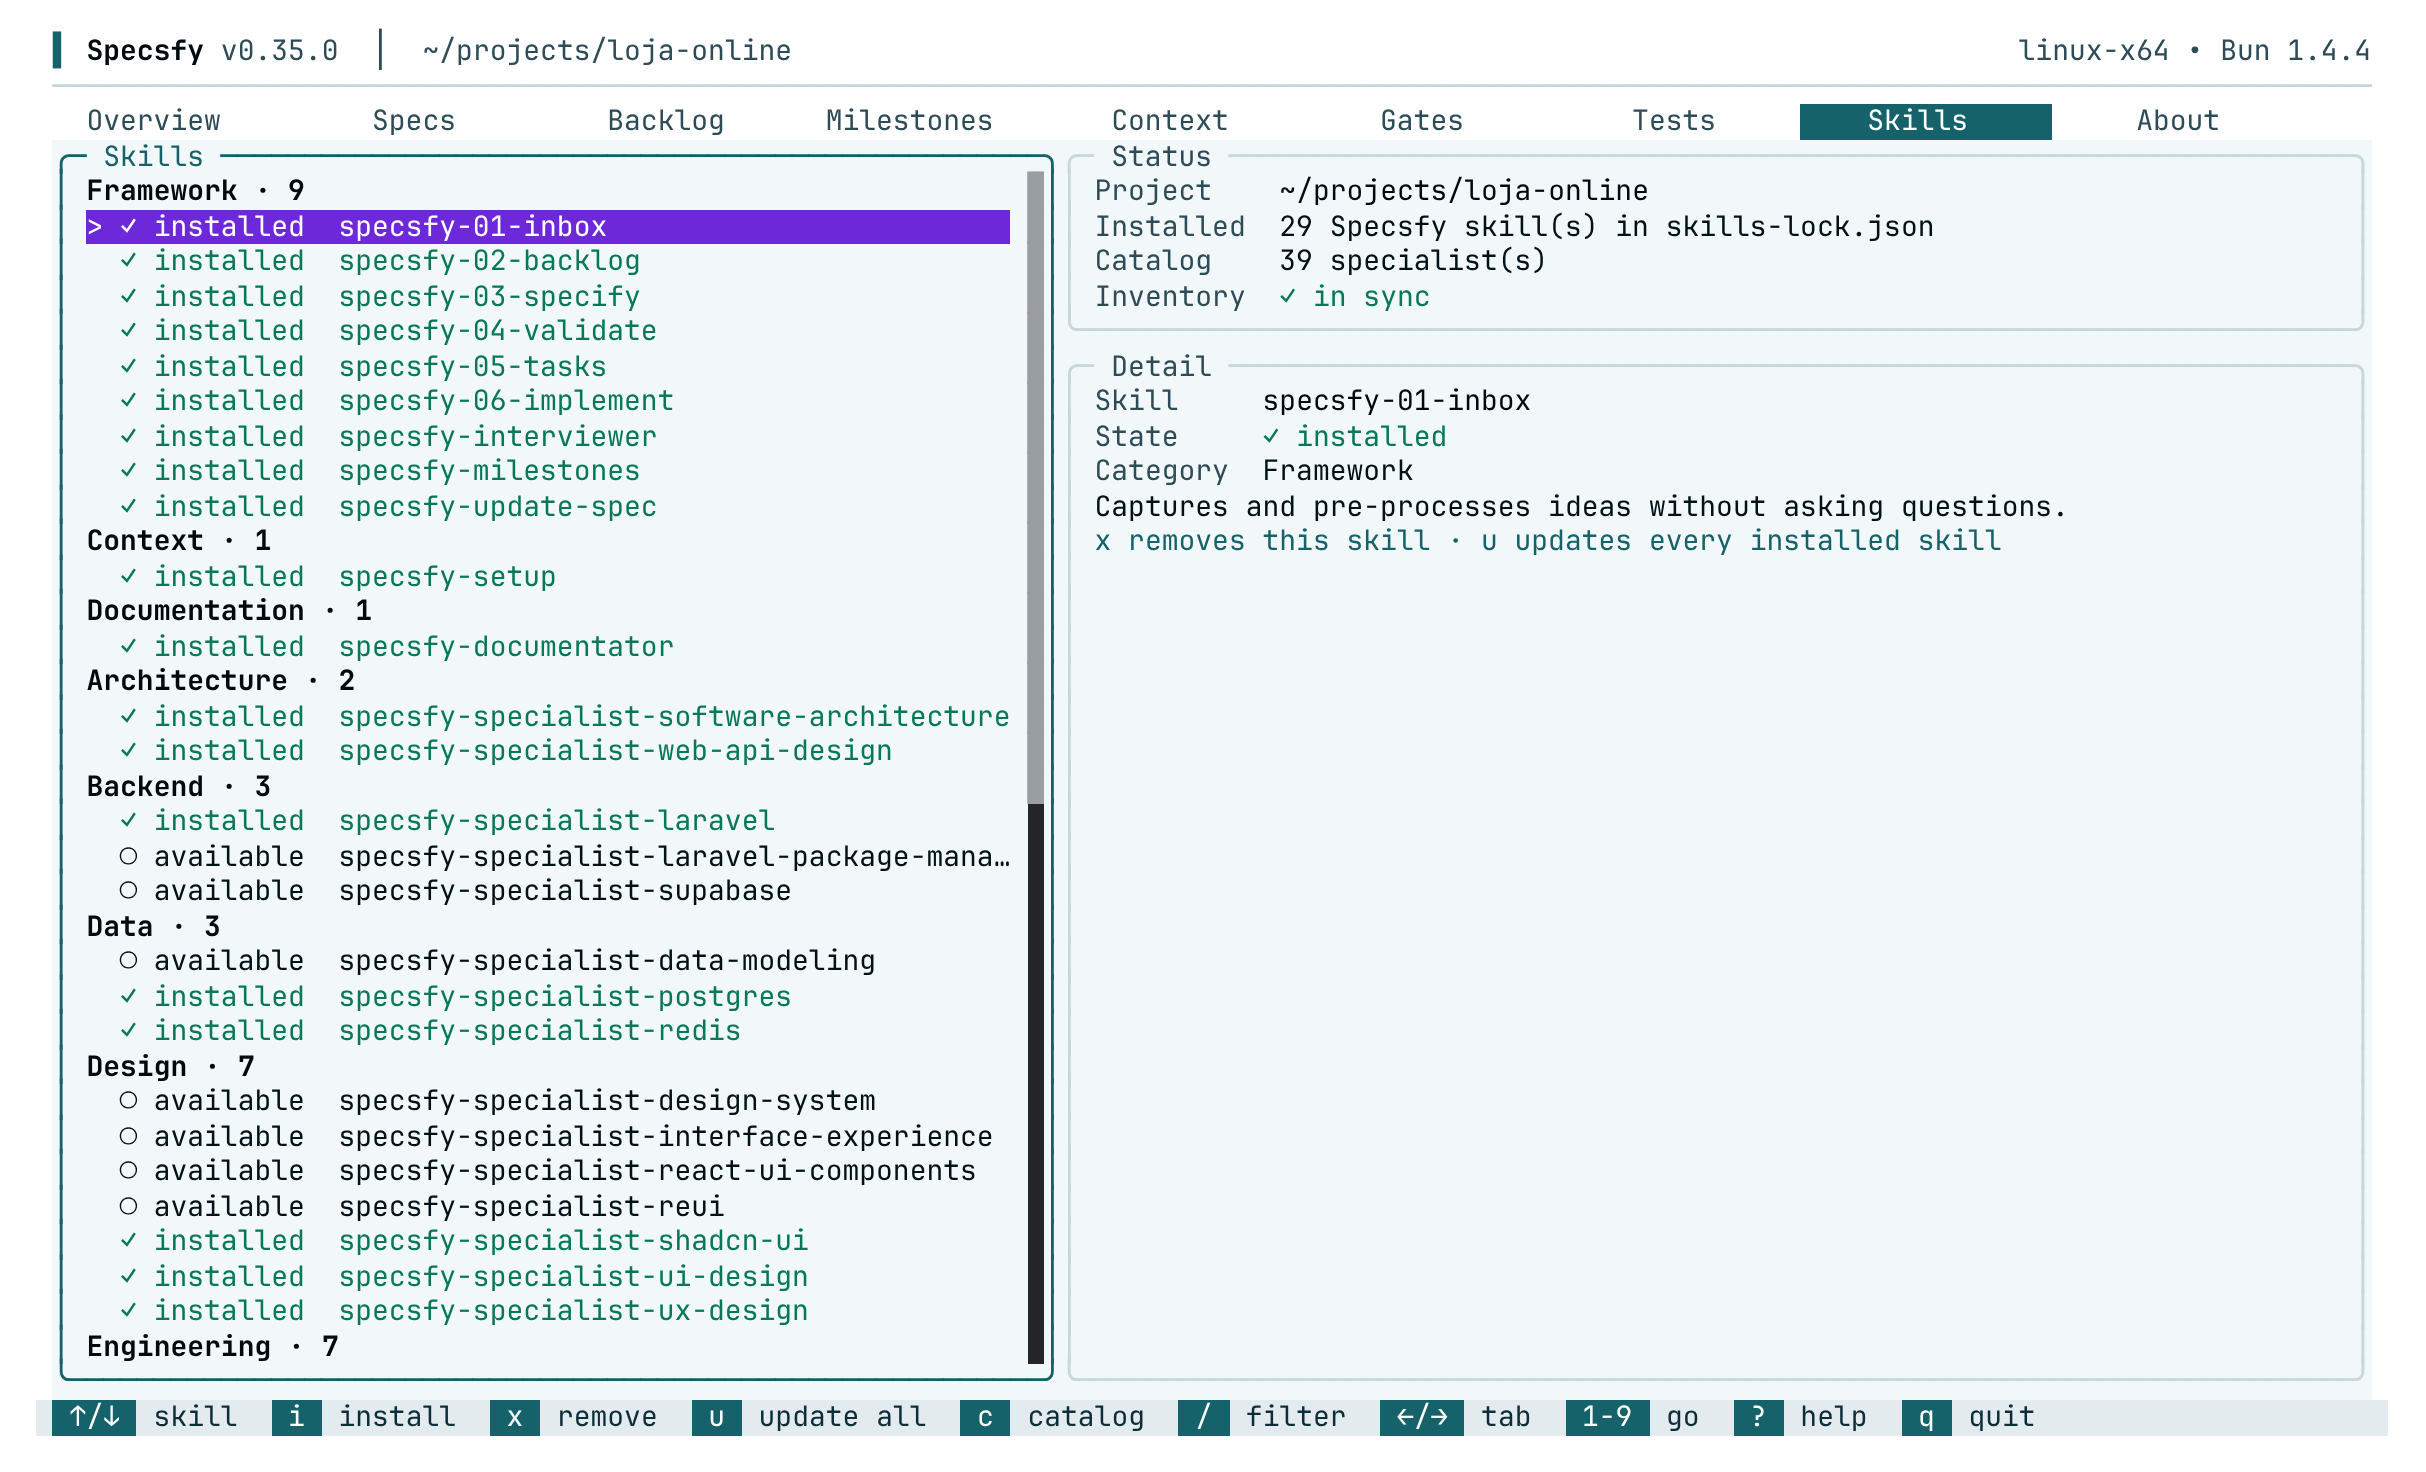 Specsfy v0.35.0 │ ~/projects/loja-online linux-x64 • Bun 1.4.4
Overview Specs Backlog Milestones Context Gates Tests Skills About
Skills
Framework · 9
> ✓ installed specsfy-01-inbox
✓ installed specsfy-02-backlog
✓ installed specsfy-03-specify
✓ installed specsfy-04-validate
✓ installed specsfy-05-tasks
✓ installed specsfy-06-implement
✓ installed specsfy-interviewer
✓ installed specsfy-milestones
✓ installed specsfy-update-spec
Context · 1
✓ installed specsfy-setup
Documentation · 1
✓ installed specsfy-documentator
Architecture · 2
✓ installed specsfy-specialist-software-architecture
✓ installed specsfy-specialist-web-api-design
Backend · 3
✓ installed specsfy-specialist-laravel
○ available specsfy-specialist-laravel-package-mana…
○ available specsfy-specialist-supabase
Data · 3
○ available specsfy-specialist-data-modeling
✓ installed specsfy-specialist-postgres
✓ installed specsfy-specialist-redis
Design · 7
○ available specsfy-specialist-design-system
○ available specsfy-specialist-interface-experience
○ available specsfy-specialist-react-ui-components
○ available specsfy-specialist-reui
✓ installed specsfy-specialist-shadcn-ui
✓ installed specsfy-specialist-ui-design
✓ installed specsfy-specialist-ux-design
Engineering · 7
Status
Project ~/projects/loja-online
Installed 29 Specsfy skill(s) in skills-lock.json
Catalog 39 specialist(s)
Inventory ✓ in sync
Detail
Skill specsfy-01-inbox
State ✓ installed
Category Framework
Captures and pre-processes ideas without asking questions.
x removes this skill · u updates every installed skill
↑/↓ skill i install x remove u update all c catalog / filter ←/→ tab 1-9 go ? help q quit